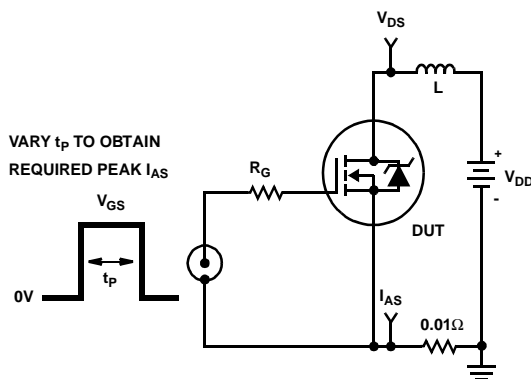 V_DS
L
VARY t_P TO OBTAIN
REQUIRED PEAK I_AS
R_G
+
V_DD
-
V_GS
DUT
t_P
0V
I_AS
0.01Ω